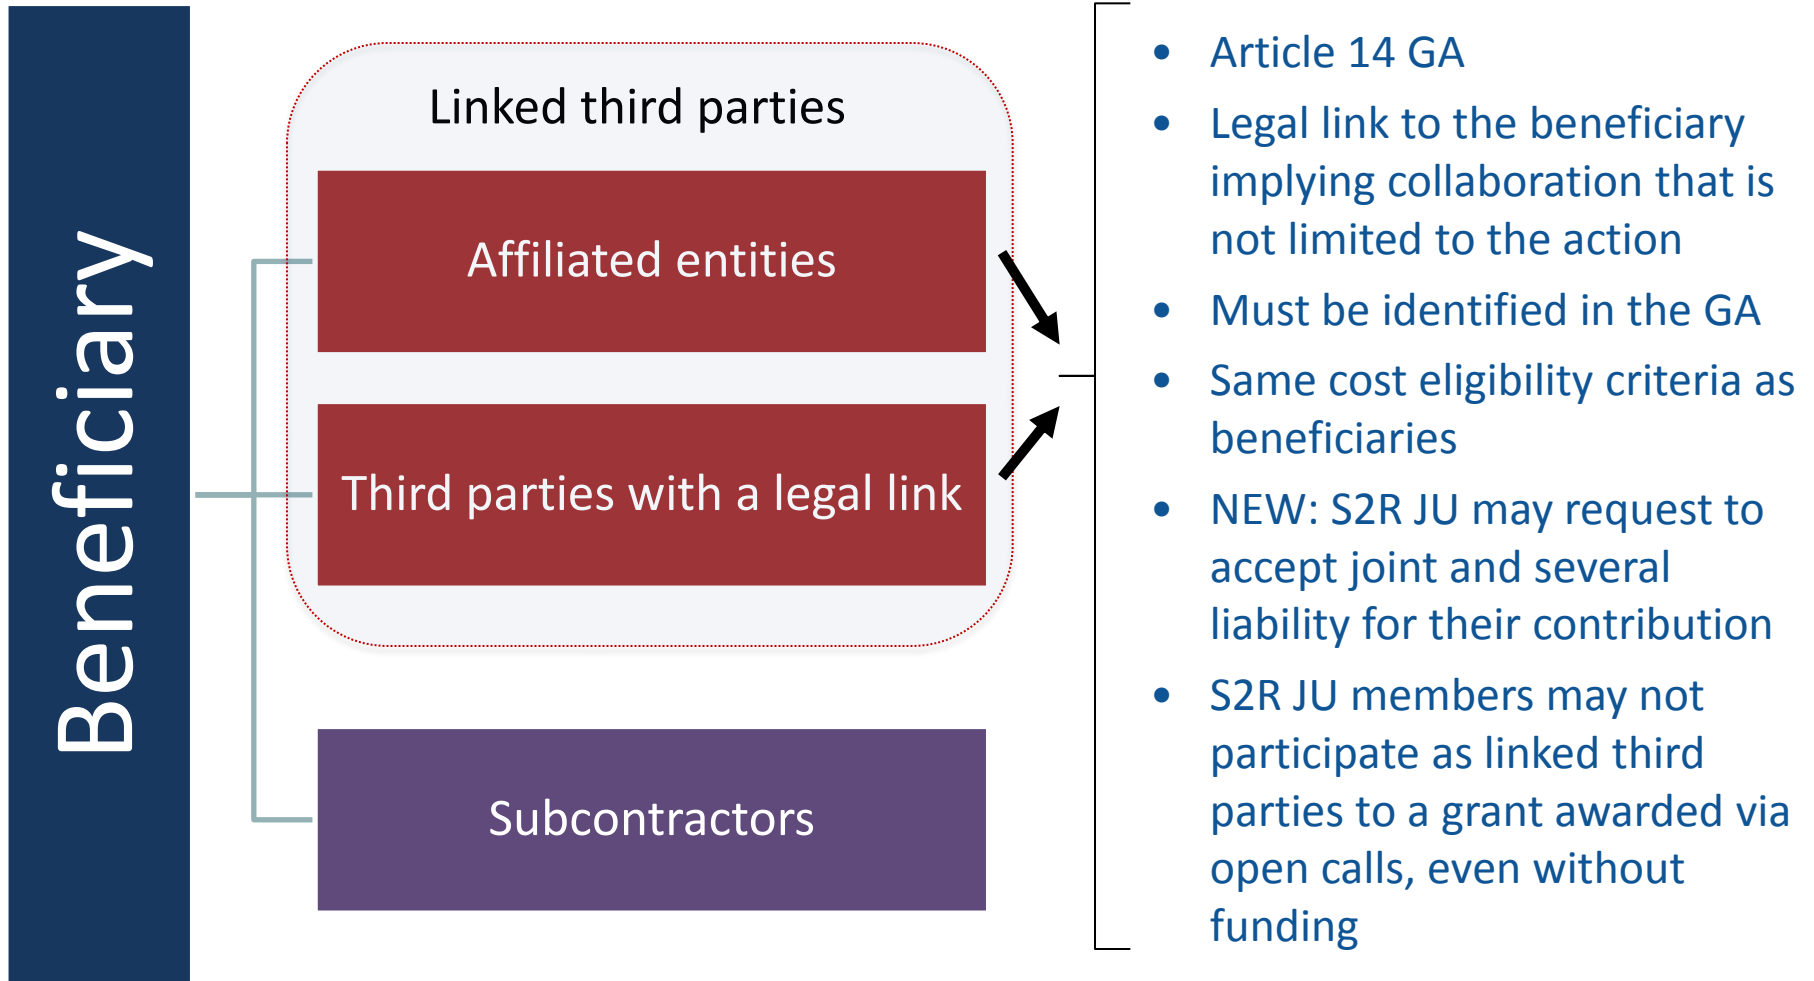 Beneficiary
Linked third parties
Affiliated entities
Third parties with a legal link
Subcontractors
• Article 14 GA
• Legal link to the beneficiary
implying collaboration that is
not limited to the action
• Must be identified in the GA
• Same cost eligibility criteria as
beneficiaries
• NEW: S2R JU may request to
accept joint and several
liability for their contribution
• S2R JU members may not
participate as linked third
parties to a grant awarded via
open calls, even without
funding